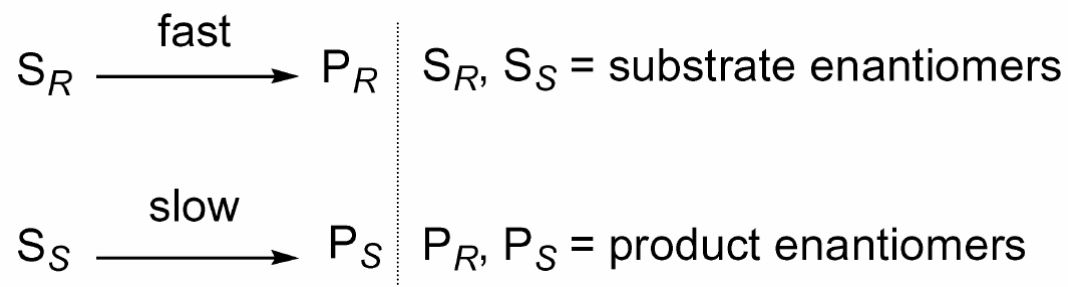 fast
S_R P_R S_R, S_S = substrate enantiomers
slow
S_S P_S P_R, P_S = product enantiomers